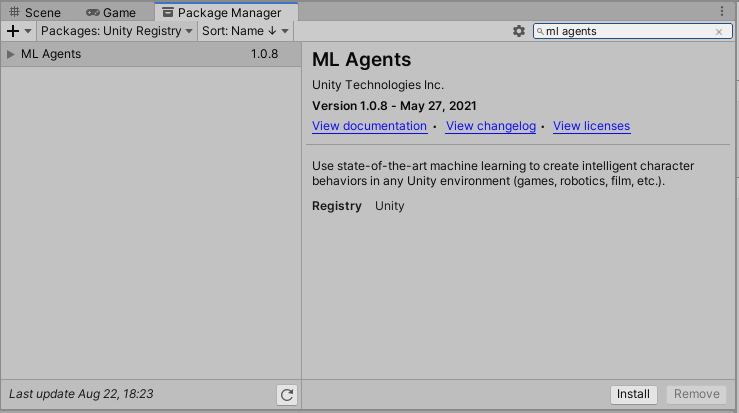 Scene Game Package Manager
Packages: Unity Registry Sort: Name ↓ ml agents
ML Agents 1.0.8
ML Agents
Unity Technologies Inc.
Version 1.0.8 - May 27, 2021
View documentation • View changelog • View licenses
Use state-of-the-art machine learning to create intelligent character
behaviors in any Unity environment (games, robotics, film, etc.).
Registry Unity
Last update Aug 22, 18:23
Install Remove